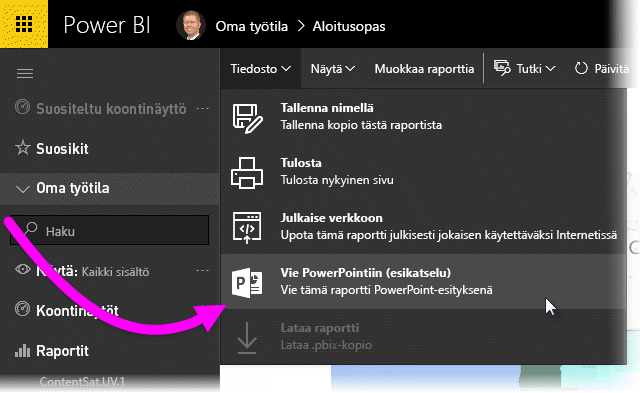 Power BI
Oma työtila > Aloitusopas
Tiedosto Näytä Muokkaa raporttia Tutki Päivitä
Suositeltu koontinäyttö ...
Suosikit
Oma työtila
Haku
Näytä: Kaikki sisältö ...
Koontinäytöt
Raportit
ContentSat.UV.1
Tallenna nimellä
Tallenna kopio tästä raportista
Tulosta
Tulosta nykyinen sivu
Julkaise verkkoon
Upota tämä raportti julkisesti jokaisen käytettäväksi Internetissä
Vie PowerPointiin (esikatselu)
Vie tämä raportti PowerPoint-esityksenä
Lataa raportti
Lataa .pbix-kopio